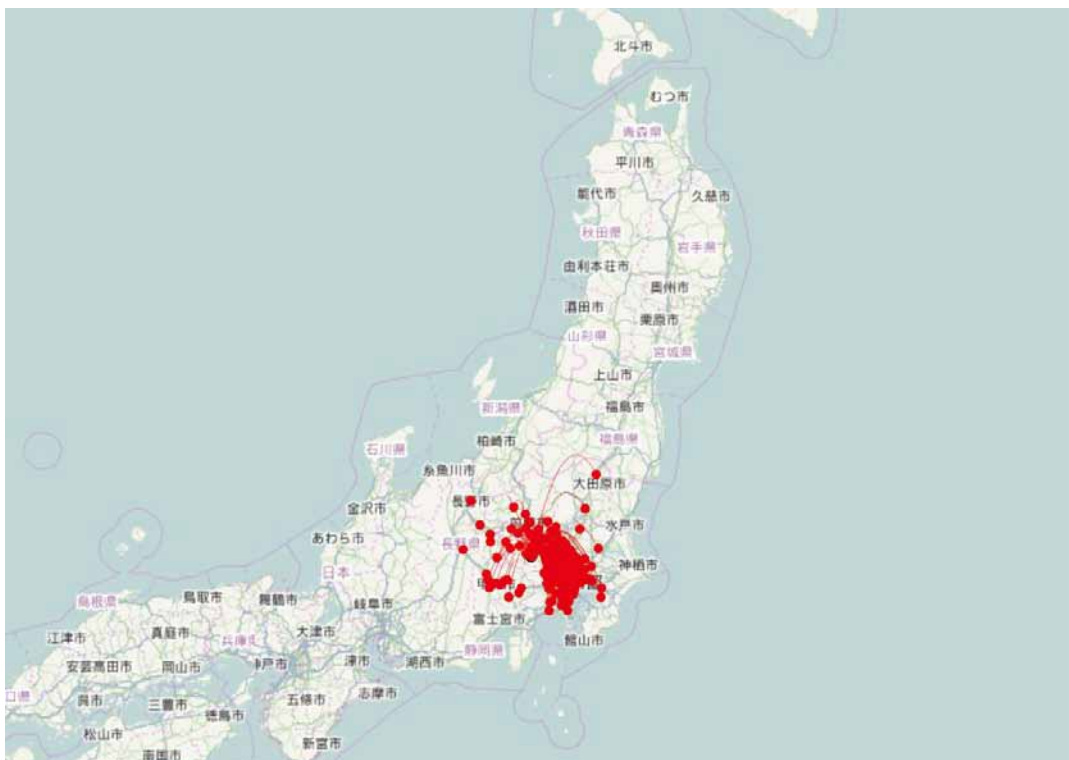 北斗市
むつ市
青森県
平川市
能代市
久慈市
秋田県
岩手県
由利本荘市
奥州市
酒田市
栗原市
山形県
宮城県
上山市
新潟県
福島市
柏崎市
福島県
石川県
糸魚川市
大田原市
長野市
金沢市
水戸市
あわら市
長野県
神栖市
日本
鳥取市
舞鶴市
島根県
岐阜市
富士宮市
江津市
真庭市
兵庫県
大津市
館山市
静岡県
安芸高田市
岡山市
神戸市
津市
湖西市
口県
呉市
三豊市
五條市
志摩市
徳島市
松山市
新宮市
南国市